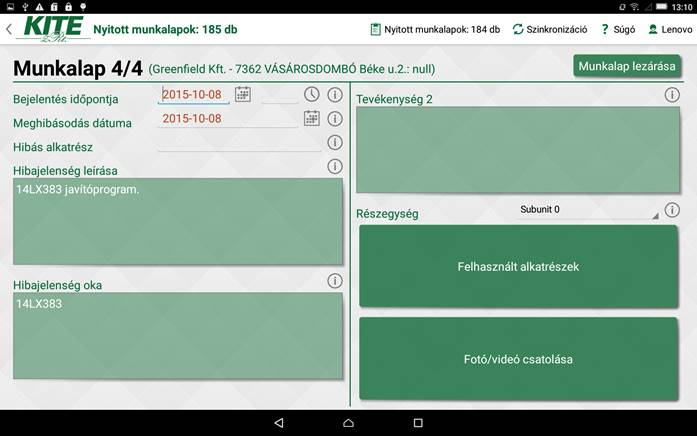 13:10
KITE
ZRt.
Nyitott munkalapok: 185 db
Nyitott munkalapok: 184 db
Szinkronizáció
? Súgó
Lenovo
Munkalap 4/4 (Greenfield Kft. - 7362 VÁSÁROSDOMBÓ Béke u.2.: null)
Munkalap lezárása
Bejelentés időpontja
2015-10-08
Meghibásodás dátuma
2015-10-08
Hibás alkatrész
Hibajelenség leírása
14LX383 javítóprogram.
Hibajelenség oka
14LX383
Tevékenység 2
Részegység
Subunit 0
Felhasznált alkatrészek
Fotó/videó csatolása